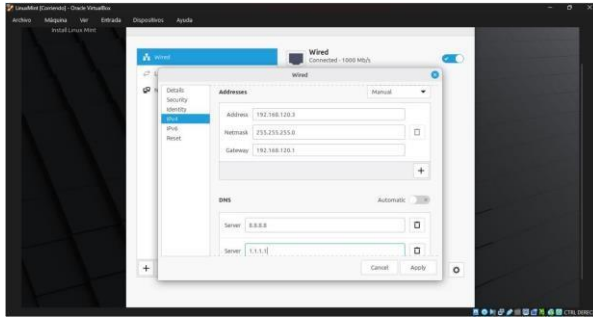 LinuxMint [Corriendo] - Oracle VirtualBox
Archivo Máquina Ver Entrada Dispositivos Ayuda
Install Linux Mint
Wired
Wired
Connected - 1000 Mb/s
Wired
Details
Security
Identity
IPv4
IPv6
Reset
Addresses
Manual
Address 192.168.120.3
Netmask 255.255.255.0
Gateway 192.168.120.1
DNS
Automatic
Server 8.8.8.8
Server 1.1.1.1
Cancel
Apply
CTRL DEREC